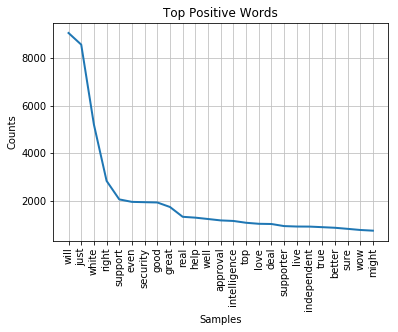 Top Positive Words
Counts
8000
6000
4000
2000
will
just
white
right
support
even
security
good
great
real
help
well
approval
intelligence
top
love
deal
supporter
live
independent
true
better
sure
wow
might
Samples